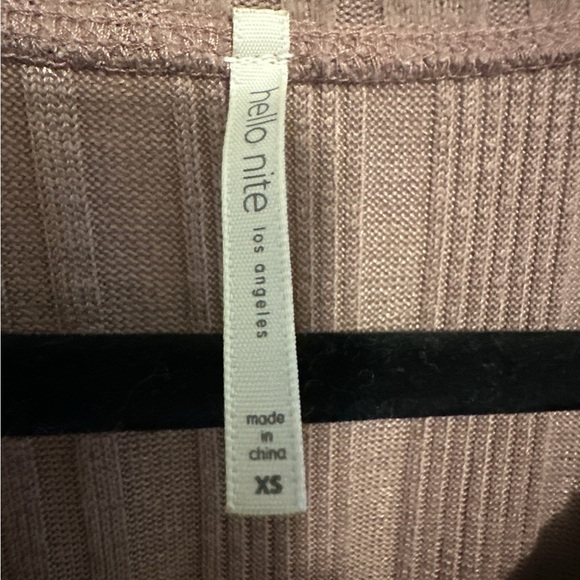 hello nite
los angeles
made
in
china
XS